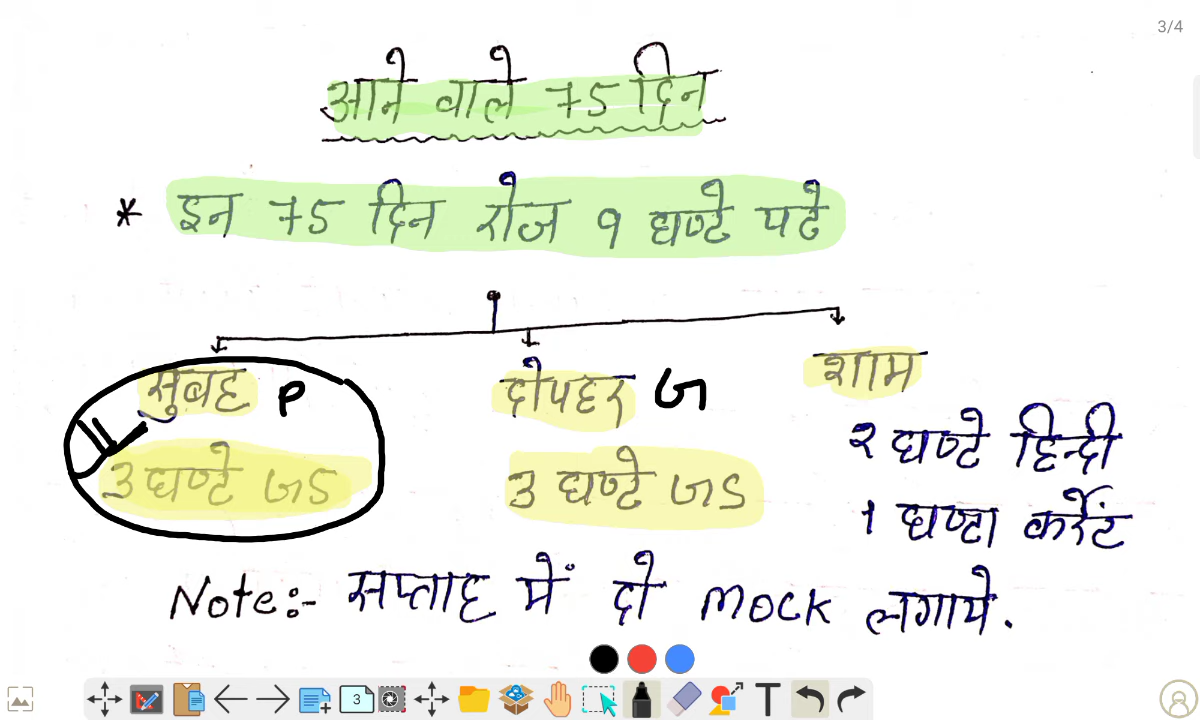 3/4
आने वाले 75 दिन
* इन 75 दिन रोज 9 घण्टे पढे
सुबह P
दोपहर G
शाम
3 घण्टे GS
3 घण्टे GS
2 घण्टे हिन्दी
1 घण्टा करेंट
Note:- सप्ताह में दो MOCK लगाये.
3
T